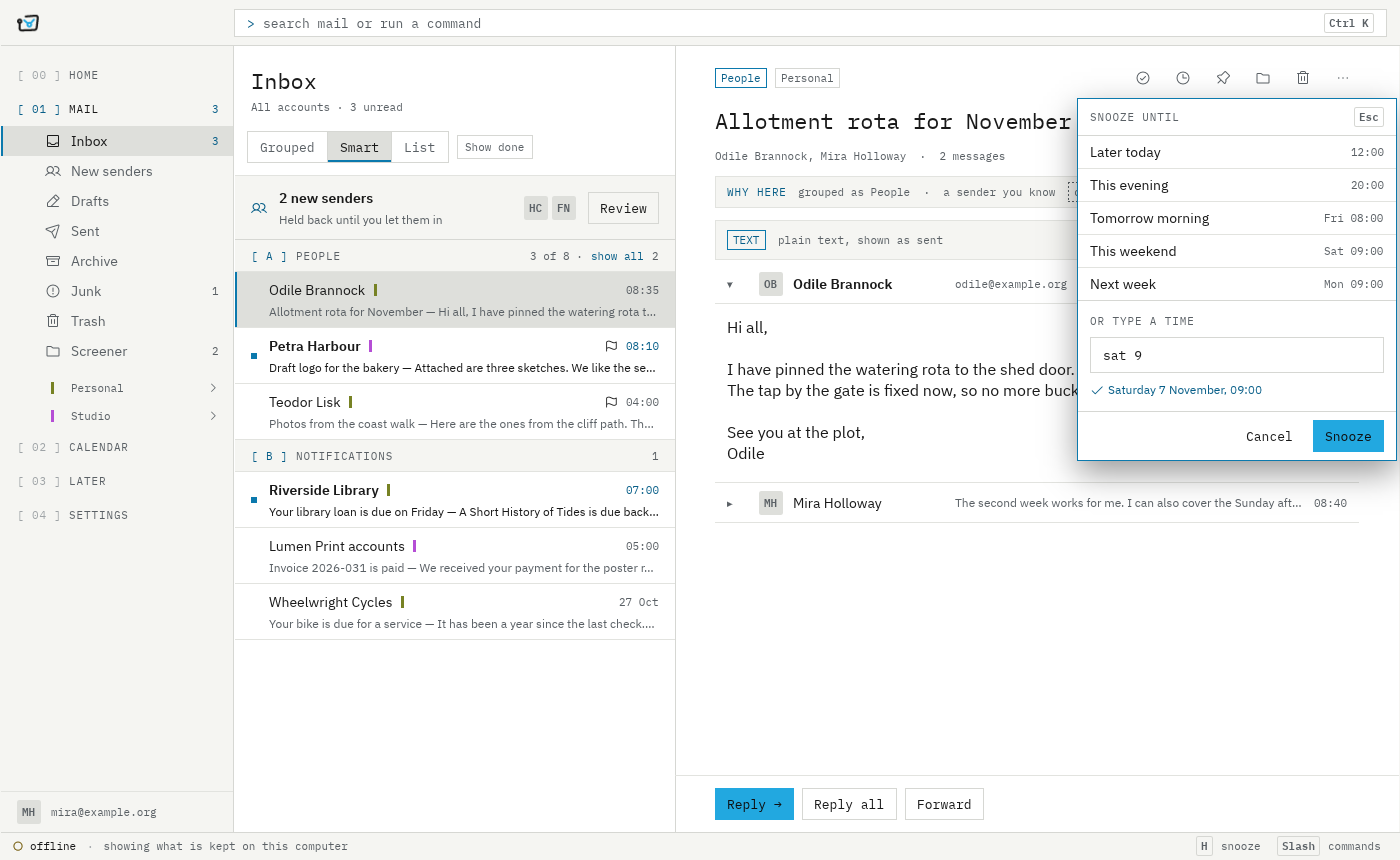 > search mail or run a command
Ctrl K
[ 00 ] HOME
[ 01 ] MAIL 3
Inbox 3
New senders
Drafts
Sent
Archive
Junk 1
Trash
Screener 2
Personal
Studio
[ 02 ] CALENDAR
[ 03 ] LATER
[ 04 ] SETTINGS
MH mira@example.org
Inbox
All accounts · 3 unread
Grouped Smart List Show done
2 new senders
Held back until you let them in
HC FN Review
[ A ] PEOPLE 3 of 8 · show all 2
Odile Brannock 08:35
Allotment rota for November — Hi all, I have pinned the watering rota t…
Petra Harbour 08:10
Draft logo for the bakery — Attached are three sketches. We like the se…
Teodor Lisk 04:00
Photos from the coast walk — Here are the ones from the cliff path. Th…
[ B ] NOTIFICATIONS 1
Riverside Library 07:00
Your library loan is due on Friday — A Short History of Tides is due back…
Lumen Print accounts 05:00
Invoice 2026-031 is paid — We received your payment for the poster r…
Wheelwright Cycles 27 Oct
Your bike is due for a service — It has been a year since the last check.…
People Personal
Allotment rota for November
Odile Brannock, Mira Holloway · 2 messages
WHY HERE grouped as People · a sender you know
TEXT plain text, shown as sent
OB Odile Brannock odile@example.org
Hi all,
I have pinned the watering rota to the shed door.
The tap by the gate is fixed now, so no more
See you at the plot,
Odile
MH Mira Holloway The second week works for me. I can also cover the Sunday aft… 08:40
Reply → Reply all Forward
SNOOZE UNTIL Esc
Later today 12:00
This evening 20:00
Tomorrow morning Fri 08:00
This weekend Sat 09:00
Next week Mon 09:00
OR TYPE A TIME
sat 9
Saturday 7 November, 09:00
Cancel Snooze
offline · showing what is kept on this computer
H snooze Slash commands